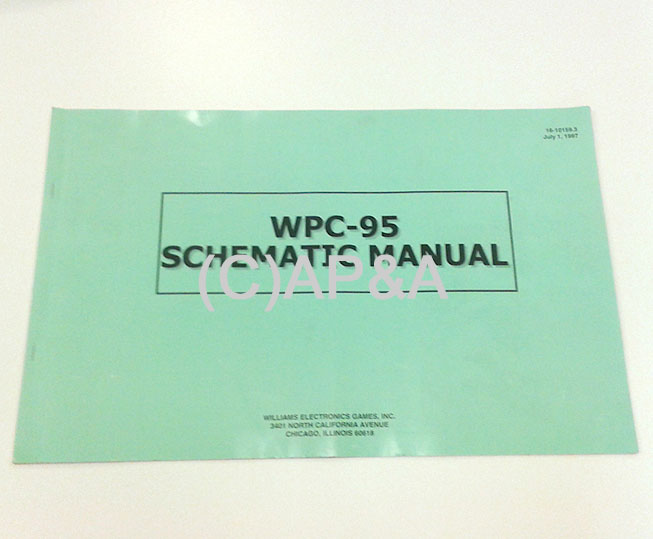 16-10159.3
July 1, 1997
WPC-95
SCHEMATIC MANUAL
(C)AP&A
WILLIAMS ELECTRONICS GAMES, INC.
3401 NORTH CALIFORNIA AVENUE
CHICAGO, ILLINOIS 60618